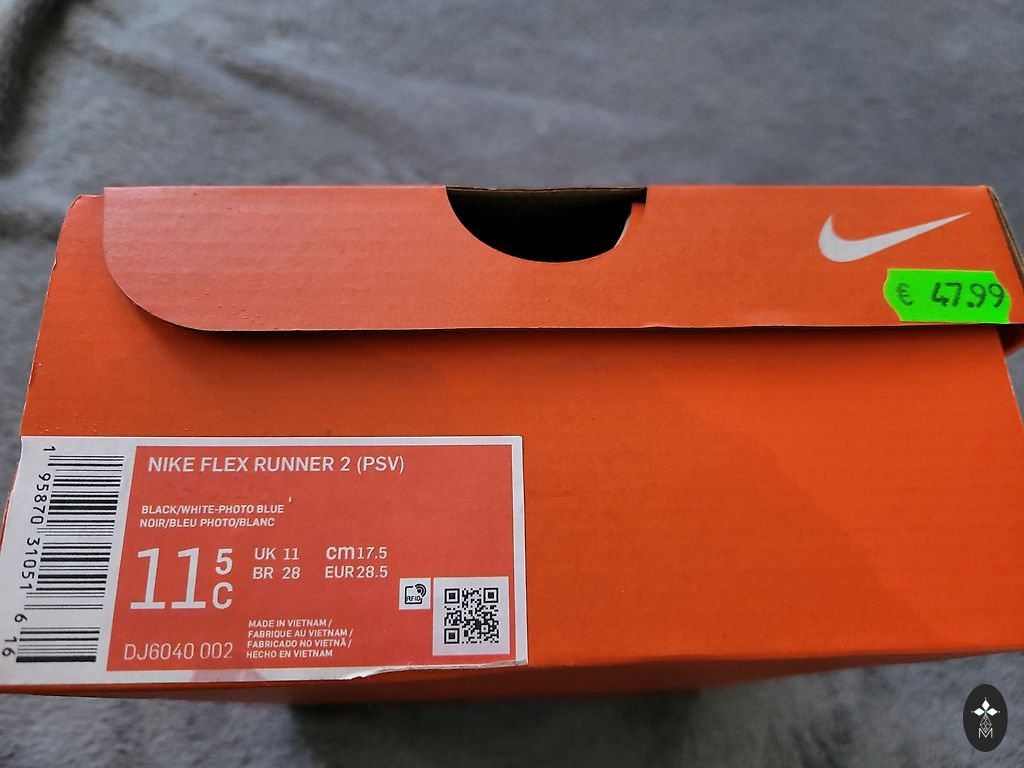 € 47.99
NIKE FLEX RUNNER 2 (PSV)
BLACK/WHITE-PHOTO BLUE
NOIR/BLEU PHOTO/BLANC
11 5 C
UK 11 cm 17.5
BR 28 EUR 28.5
RFID
MADE IN VIETNAM /
FABRIQUE AU VIETNAM /
FABRICADO NO VIETNÃ /
HECHO EN VIETNAM
DJ6040 002
1 95870 31051 6 16
M